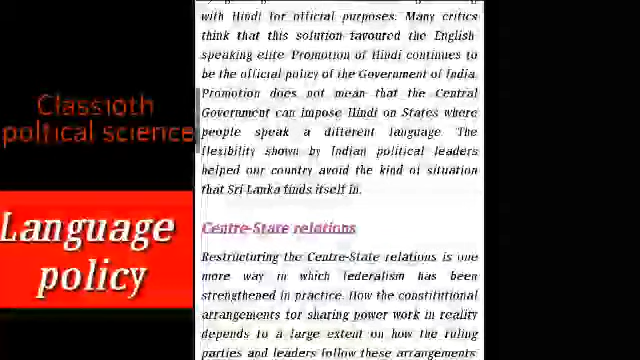 Class10th
poltical science
Language
policy
with Hindi for official purposes. Many critics
think that this solution favoured the English-
speaking elite. Promotion of Hindi continues to
be the official policy of the Government of India.
Promotion does not mean that the Central
Government can impose Hindi on States where
people speak a different language. The
flexibility shown by Indian political leaders
helped our country avoid the kind of situation
that Sri Lanka finds itself in.
Centre-State relations
Restructuring the Centre-State relations is one
more way in which federalism has been
strengthened in practice. How the constitutional
arrangements for sharing power work in reality
depends to a large extent on how the ruling
parties and leaders follow these arrangements.